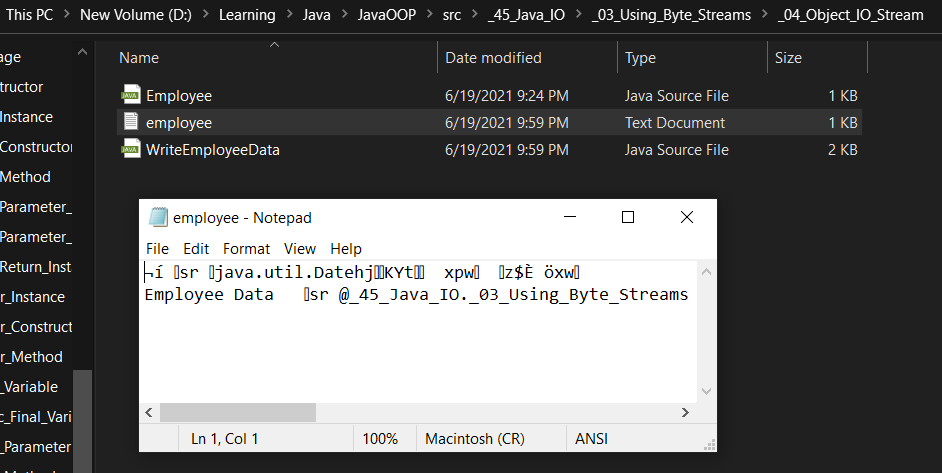 This PC > New Volume (D:) > Learning > Java > JavaOOP > src > _45_Java_IO > _03_Using_Byte_Streams > _04_Object_IO_Stream
age
tructor
Instance
Constructor
Method
Parameter_
Parameter_
Return_Inst
r_Instance
r_Construct
r_Method
_Variable
c_Final_Vari
_Parameter
Name Date modified Type Size
Employee 6/19/2021 9:24 PM Java Source File 1 KB
employee 6/19/2021 9:59 PM Text Document 1 KB
WriteEmployeeData 6/19/2021 9:59 PM Java Source File 2 KB
employee - Notepad
File Edit Format View Help
¬í sr java.util.Datehj KYt xpw z$È öxw
Employee Data sr @_45_Java_IO._03_Using_Byte_Streams
Ln 1, Col 1 100% Macintosh (CR) ANSI